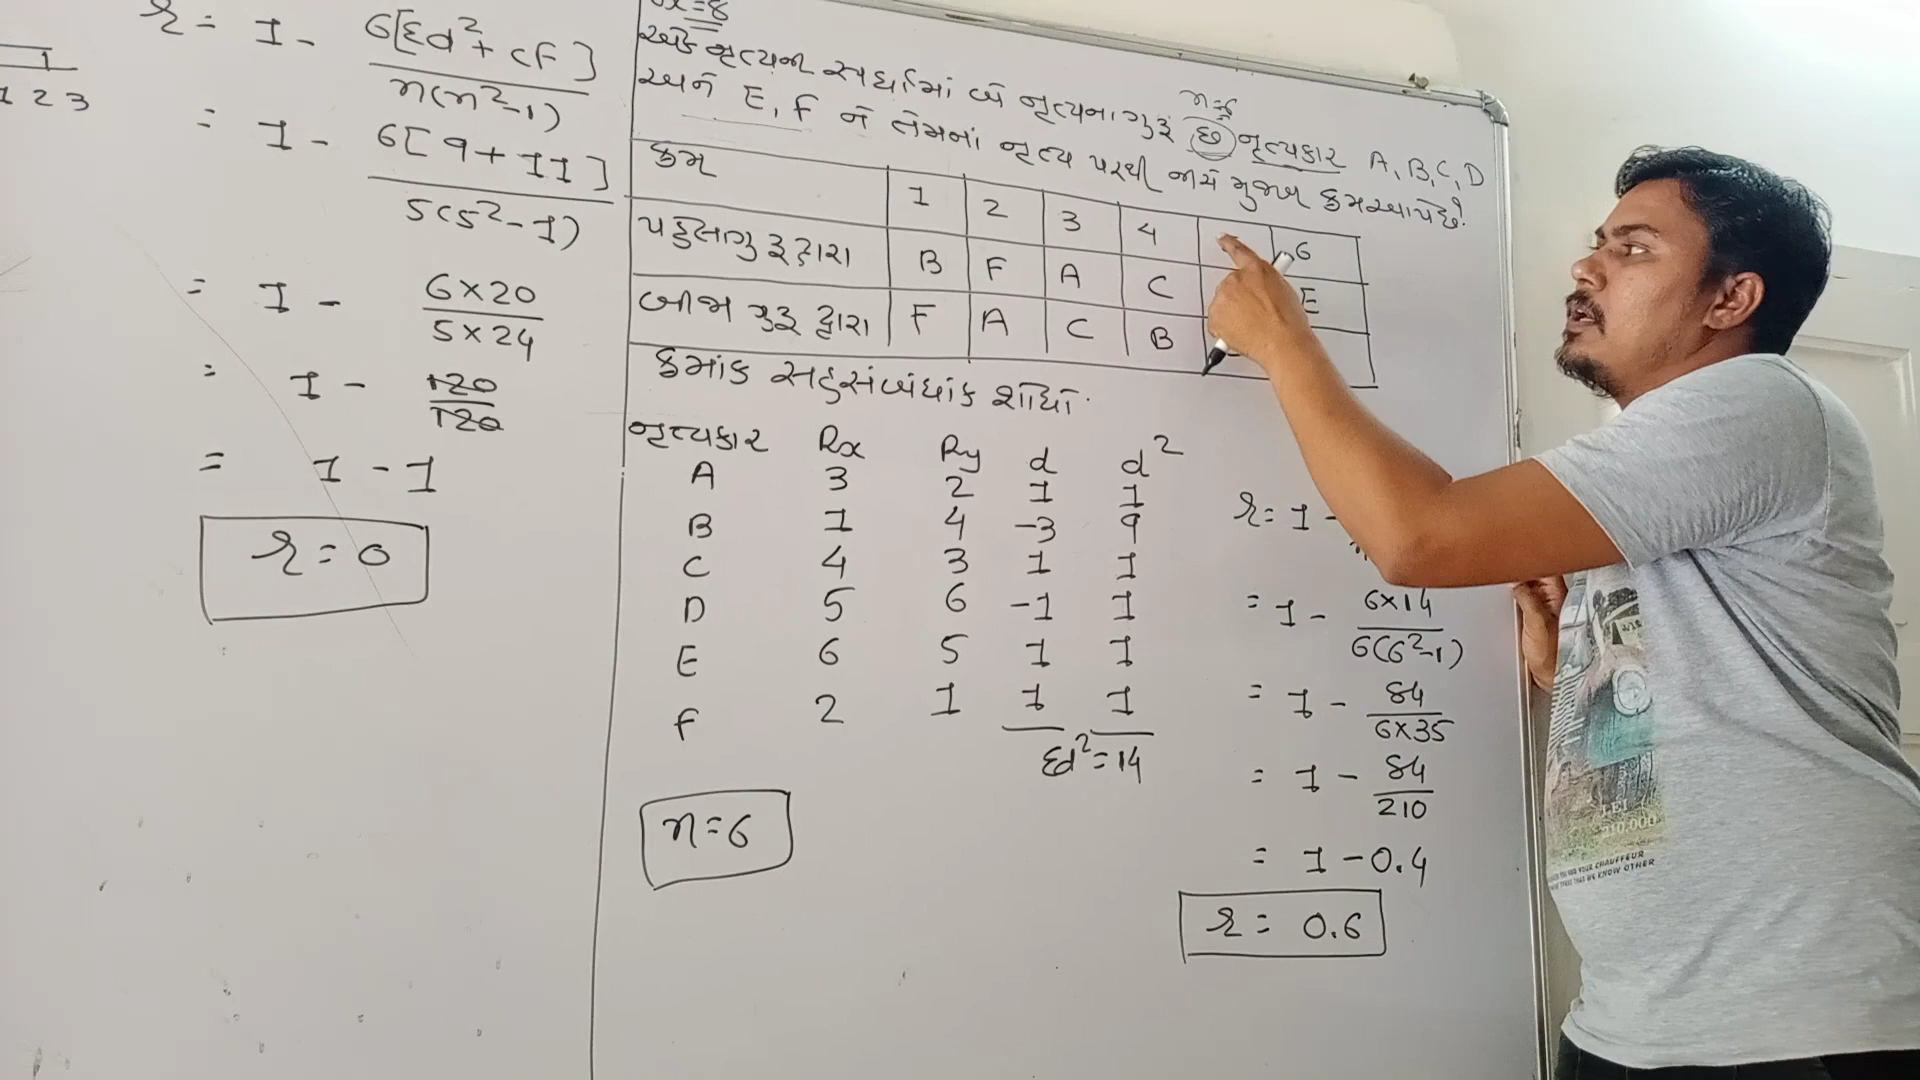 1
1 2 3
r = 1 - 6[Σd²+ CF] / n(n²-1)
= 1 - 6[9+11] / 5(5²-1)
= 1 - 6×20 / 5×24
= 1 - 120 / 120
= 1 - 1
r = 0
x=8
એક નૃત્યની સ્પર્ધામાં બે નૃત્યના ગુરૂ છ નૃત્યકાર A, B, C, D
n=6
અને E, F ને તેમનાં નૃત્ય પરથી નીચે મુજબ ક્રમ આપે છે.
ક્રમ 1 2 3 4 6
પહેલા ગુરૂ દ્વારા B F A C E
બીજા ગુરૂ દ્વારા F A C B
ક્રમાંક સહસંબંધાંક શોધો.
નૃત્યકાર Rx Ry d d²
A 3 2 1 1
B 1 4 -3 9
C 4 3 1 1
D 5 6 -1 1
E 6 5 1 1
F 2 1 1 1
Σd²=14
n=6
r= 1 -
= 1 - 6×14 / 6(6²-1)
= 1 - 84 / 6×35
= 1 - 84 / 210
= 1 - 0.4
r = 0.6